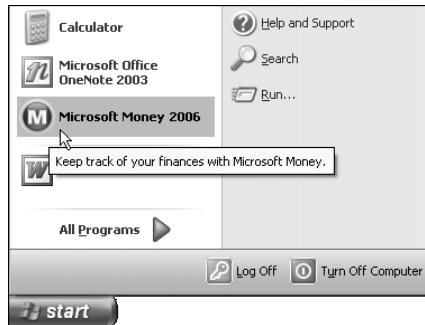 Calculator
Microsoft Office
OneNote 2003
Microsoft Money 2006
Keep track of your finances with Microsoft Money.
All Programs
Help and Support
Search
Run...
Log Off
Turn Off Computer
start